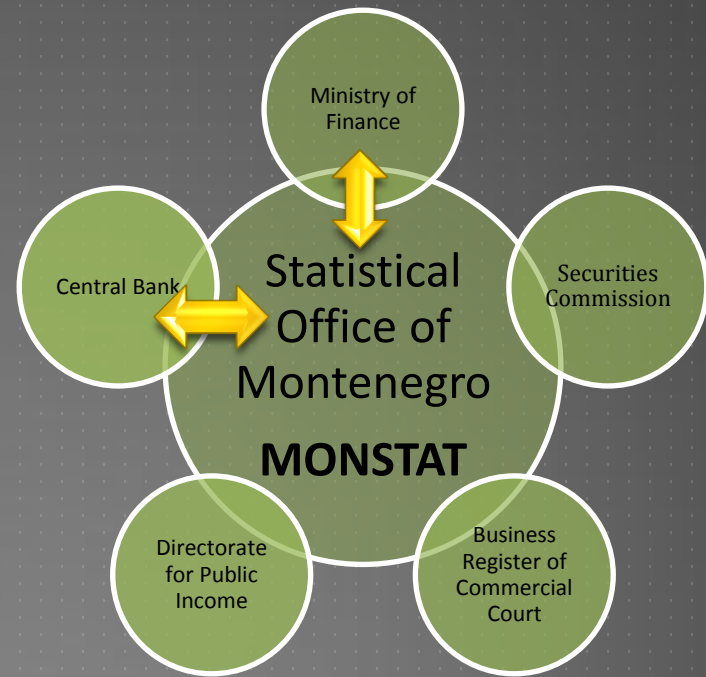 Ministry of
Finance
Central Bank
Statistical
Office of
Montenegro
MONSTAT
Securities
Commission
Directorate
for Public
Income
Business
Register of
Commercial
Court